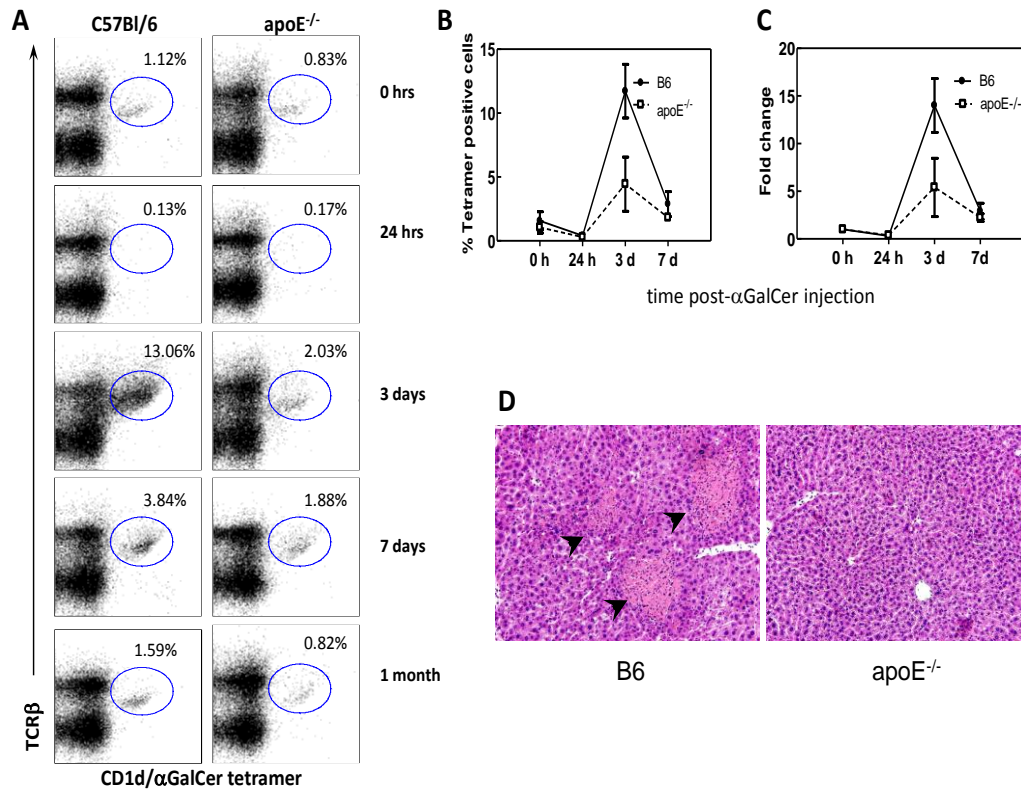 A
C57Bl/6 apoE-/-
1.12% 0.83% 0 hrs
0.13% 0.17% 24 hrs
13.06% 2.03% 3 days
3.84% 1.88% 7 days
1.59% 0.82% 1 month
TCRβ
CD1d/αGalCer tetramer
B
% Tetramer positive cells
15
10
5
0
B6
apoE-/-
0 h 24 h 3 d 7 d
C
Fold change
20
15
10
5
0
B6
apoE-/-
0 h 24 h 3 d 7d
time post-αGalCer injection
D
B6 apoE-/-